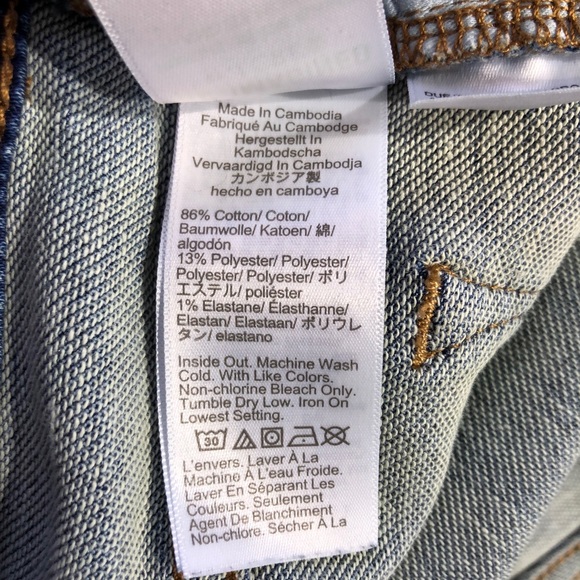 Made In Cambodia
Fabriqué Au Cambodge
Hergestellt In
Kambodscha
Vervaardigd In Cambodja
カンボジア製
hecho en camboya
86% Cotton/ Coton/
Baumwolle/ Katoen/ 綿/
algodón
13% Polyester/ Polyester/
Polyester/ Polyester/ ポリ
エステル/ poliéster
1% Elastane/ Élasthanne/
Elastan/ Elastaan/ ポリウレ
タン/ elastano
Inside Out. Machine Wash
Cold. With Like Colors.
Non-chlorine Bleach Only.
Tumble Dry Low. Iron On
Lowest Setting.
30
L'envers. Laver À La
Machine À L'eau Froide.
Laver En Séparant Les
Couleurs. Seulement
Agent De Blanchiment
Non-chlore. Sécher À La